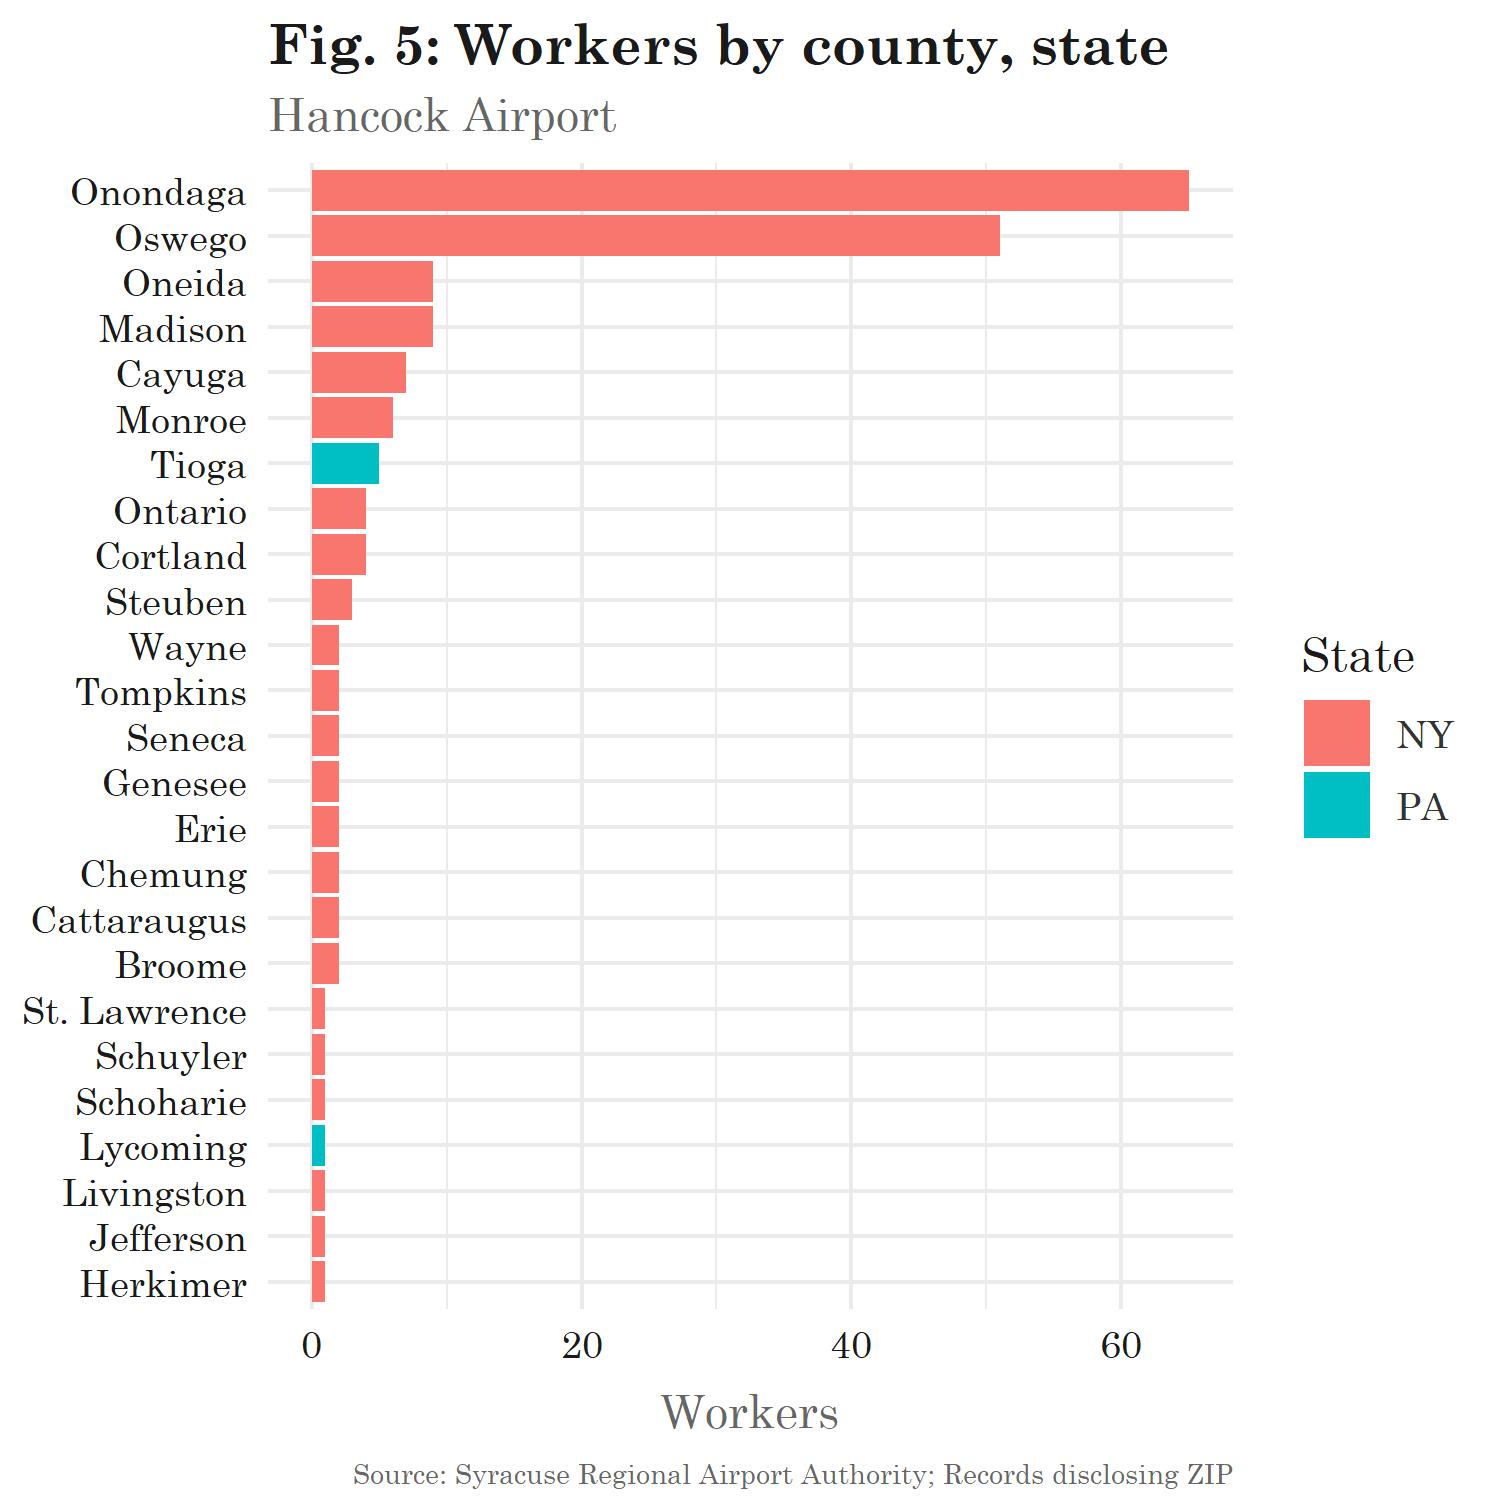 Fig. 5: Workers by county, state
Hancock Airport
Onondaga
Oswego
Oneida
Madison
Cayuga
Monroe
Tioga
Ontario
Cortland
Steuben
Wayne
Tompkins
Seneca
Genesee
Erie
Chemung
Cattaraugus
Broome
St. Lawrence
Schuyler
Schoharie
Lycoming
Livingston
Jefferson
Herkimer
0 20 40 60
Workers
State
NY
PA
Source: Syracuse Regional Airport Authority; Records disclosing ZIP